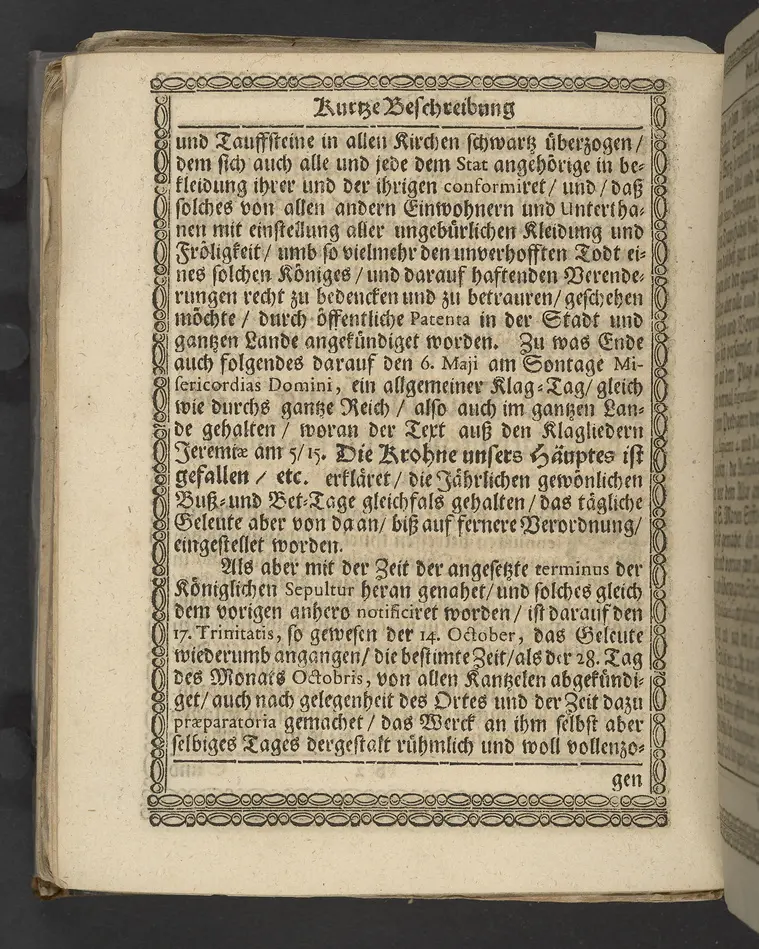 Kurtze Beschreibung
und Tauffsteine in allen Kirchen schwartz überzogen /
dem sich auch alle und jede dem Stat angehörige in be-
kleidung ihrer und der ihrigen conformiret / und / daß
solches von allen andern Einwohnern und Untertha-
nen mit einstellung aller ungebürlichen Kleidung und
Fröligkeit / umb so vielmehr den unverhofften Todt ei-
nes solchen Königes / und darauf haftenden Verende-
rungen recht zu bedencken und zu betrauren / geschehen
möchte / durch öffentliche Patenta in der Stadt und
gantzen Lande angekündiget worden. Zu was Ende
auch folgendes darauf den 6. Maji am Sontage Mi-
sericordias Domini, ein allgemeiner Klag-Tag / gleich
wie durchs gantze Reich / also auch im gantzen Lan-
de gehalten / woran der Text auß den Klagliedern
Jeremiæ am 5/15. Die Krohne unsers Häuptes ist
gefallen / etc. erkläret / die Jährlichen gewönlichen
Buß- und Bet-Tage gleichfals gehalten / das tägliche
Geleute aber von da an / biß auf fernere Verordnung /
eingestellet worden.
Als aber mit der Zeit der angesetzte terminus der
Königlichen Sepultur heran genahet / und solches gleich
dem vorigen anhero notificiret worden / ist darauf den
17. Trinitatis, so gewesen der 14. October, das Geleute
wiederumb angangen / die bestimte Zeit / als der 28. Tag
des Monats Octobris, von allen Kantzelen abgekündi-
get / auch nach gelegenheit des Ortes und der Zeit dazu
præparatoria gemachet / das Werck an ihm selbst aber
selbiges Tages dergestalt rühmlich und woll vollenzo-
gen